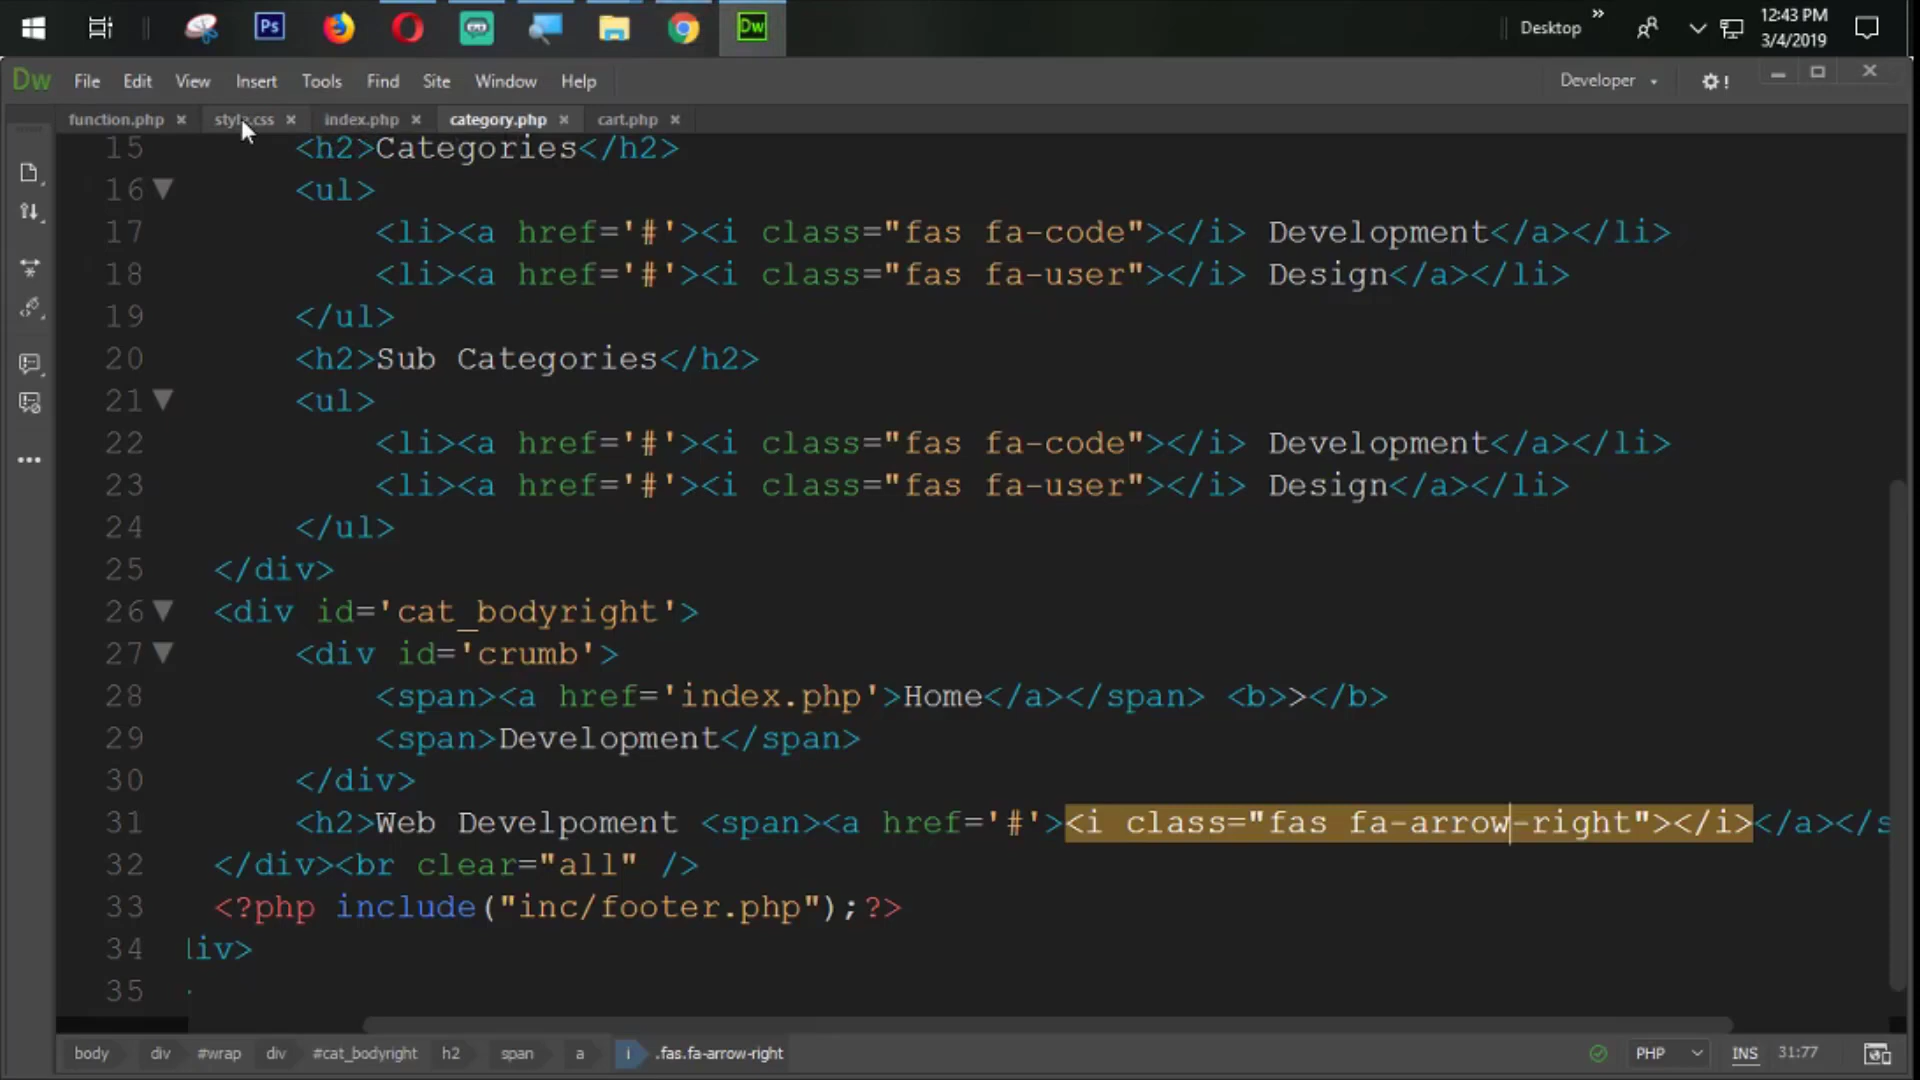 Ps
Dw
Desktop
12:43 PM
3/4/2019
Dw File Edit View Insert Tools Find Site Window Help
Developer
function.php × style.css × index.php × category.php × cart.php ×
15 <h2>Categories</h2>
16 <ul>
17 <li><a href='#'><i class="fas fa-code"></i> Development</a></li>
18 <li><a href='#'><i class="fas fa-user"></i> Design</a></li>
19 </ul>
20 <h2>Sub Categories</h2>
21 <ul>
22 <li><a href='#'><i class="fas fa-code"></i> Development</a></li>
23 <li><a href='#'><i class="fas fa-user"></i> Design</a></li>
24 </ul>
25 </div>
26 <div id='cat_bodyright'>
27 <div id='crumb'>
28 <span><a href='index.php'>Home</a></span> <b>></b>
29 <span>Development</span>
30 </div>
31 <h2>Web Develpoment <span><a href='#'><i class="fas fa-arrow-right"></i></a></s
32 </div><br clear="all" />
33 <?php include("inc/footer.php");?>
34 iv>
35
body div #wrap div #cat_bodyright h2 span a i .fas.fa-arrow-right
PHP INS 31:77